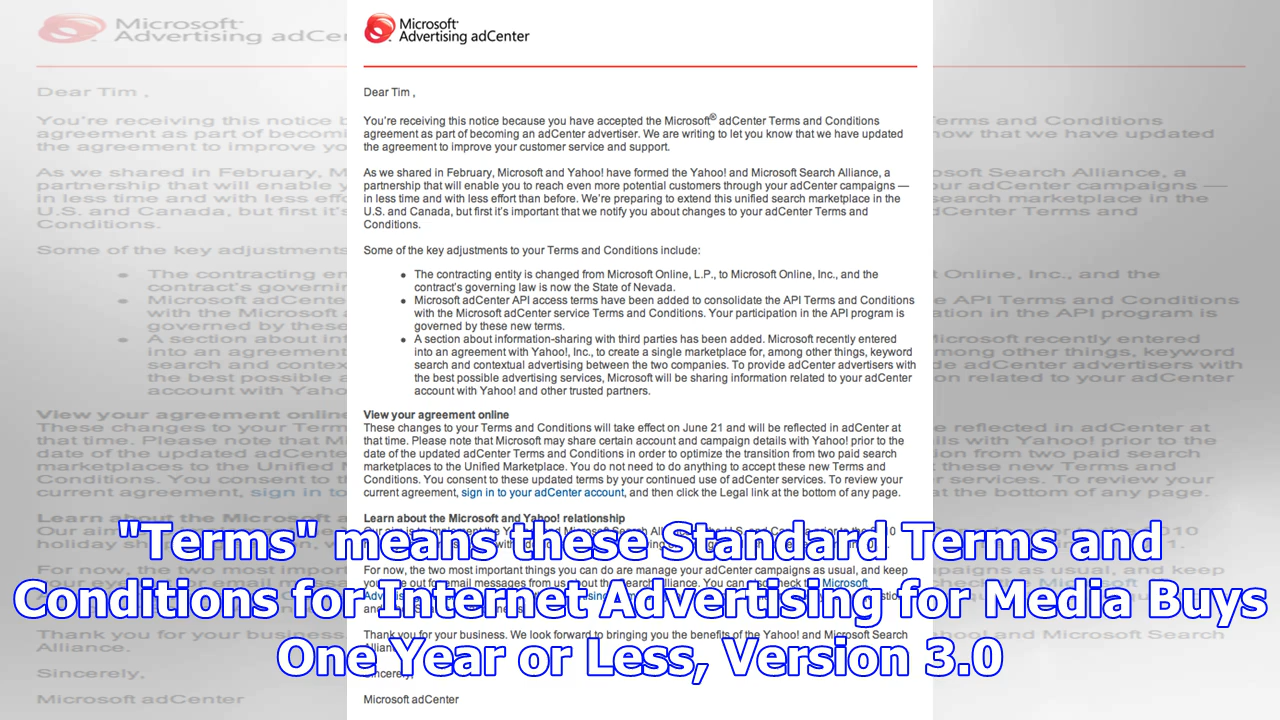 Microsoft®
Advertising adCenter
Dear Tim ,
You're receiving this notice because you have accepted the Microsoft® adCenter Terms and Conditions
agreement as part of becoming an adCenter advertiser. We are writing to let you know that we have updated
the agreement to improve your customer service and support.
As we shared in February, Microsoft and Yahoo! have formed the Yahoo! and Microsoft Search Alliance, a
partnership that will enable you to reach even more potential customers through your adCenter campaigns —
in less time and with less effort than before. We're preparing to extend this unified search marketplace in the
U.S. and Canada, but first it's important that we notify you about changes to your adCenter Terms and
Conditions.
Some of the key adjustments to your Terms and Conditions include:
• The contracting entity is changed from Microsoft Online, L.P., to Microsoft Online, Inc., and the
contract's governing law is now the State of Nevada.
• Microsoft adCenter API access terms have been added to consolidate the API Terms and Conditions
with the Microsoft adCenter service Terms and Conditions. Your participation in the API program is
governed by these new terms.
• A section about information-sharing with third parties has been added. Microsoft recently entered
into an agreement with Yahoo!, Inc., to create a single marketplace for, among other things, keyword
search and contextual advertising between the two companies. To provide adCenter advertisers with
the best possible advertising services, Microsoft will be sharing information related to your adCenter
account with Yahoo! and other trusted partners.
View your agreement online
These changes to your Terms and Conditions will take effect on June 21 and will be reflected in adCenter at
that time. Please note that Microsoft may share certain account and campaign details with Yahoo! prior to the
date of the updated adCenter Terms and Conditions in order to optimize the transition from two paid search
marketplaces to the Unified Marketplace. You do not need to do anything to accept these new Terms and
Conditions. You consent to these updated terms by your continued use of adCenter services. To review your
current agreement, sign in to your adCenter account, and then click the Legal link at the bottom of any page.
Learn about the Microsoft and Yahoo! relationship
"Terms" means these Standard Terms and
Conditions for Internet Advertising for Media Buys
One Year or Less, Version 3.0
For now, the two most important things you can do are manage your adCenter campaigns as usual, and keep
Thank you for your business. We look forward to bringing you the benefits of the Yahoo! and Microsoft Search
Sincerely,
Microsoft adCenter